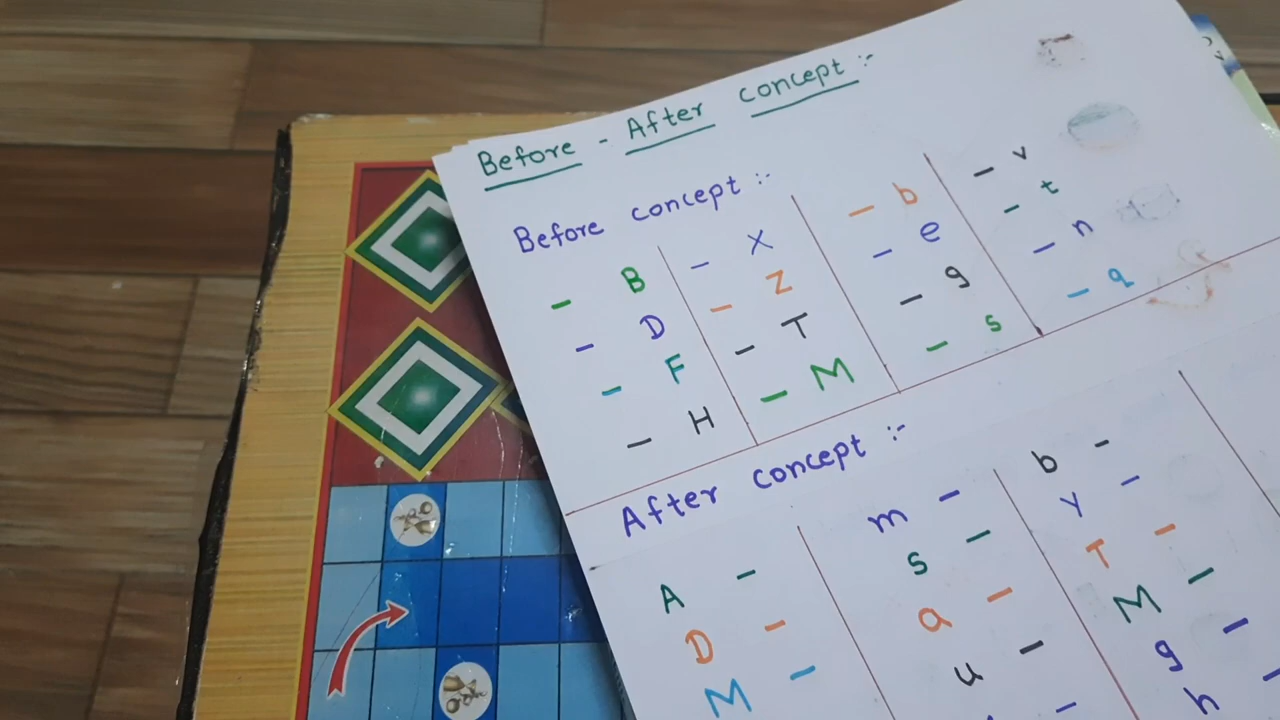 Before - After concept :-
Before concept :-
- B
- D
- F
- H
- X
- Z
- T
- M
- b
- e
- g
- s
- v
- t
- n
- q
After concept :-
A -
D -
M -
m -
s -
a -
u -
b -
Y -
T -
M -
g -
h -